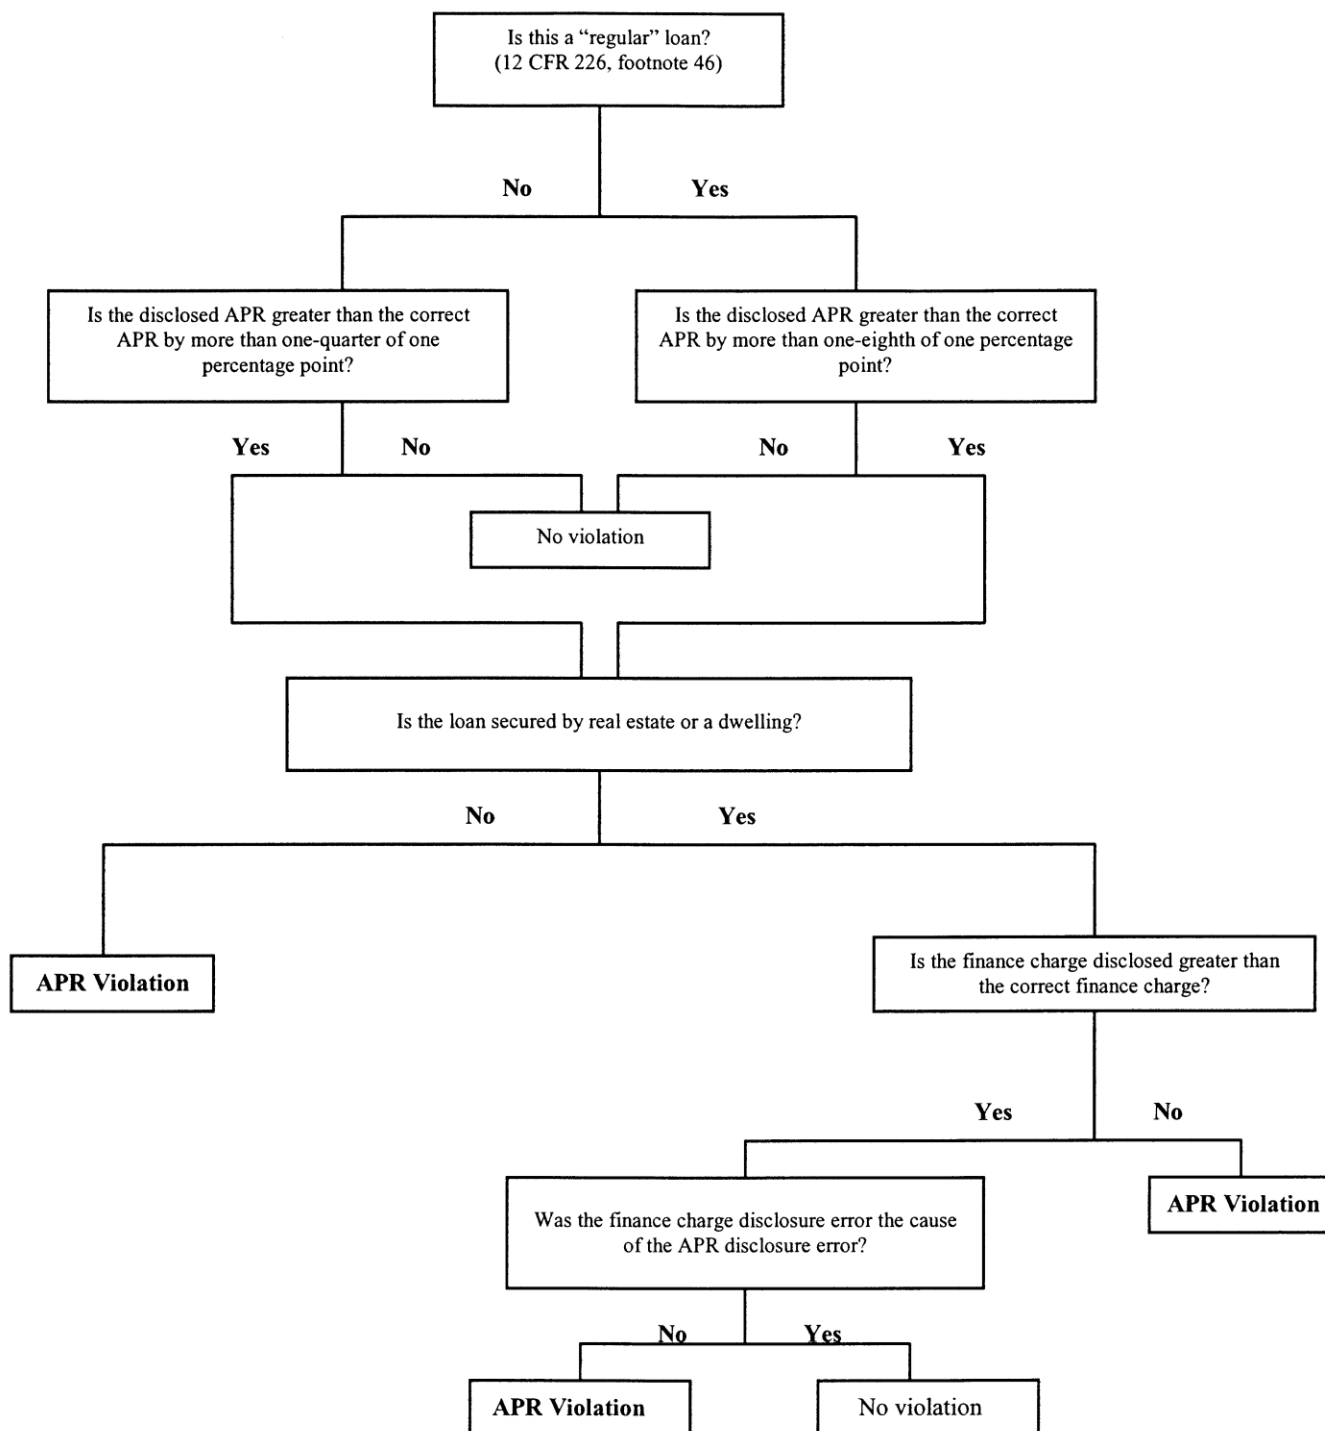 Is this a “regular” loan?
(12 CFR 226, footnote 46)
No
Yes
Is the disclosed APR greater than the correct
APR by more than one-quarter of one
percentage point?
Is the disclosed APR greater than the correct
APR by more than one-eighth of one percentage
point?
Yes
No
No
Yes
No violation
Is the loan secured by real estate or a dwelling?
No
Yes
APR Violation
Is the finance charge disclosed greater than
the correct finance charge?
Yes
No
APR Violation
Was the finance charge disclosure error the cause
of the APR disclosure error?
No
Yes
APR Violation
No violation